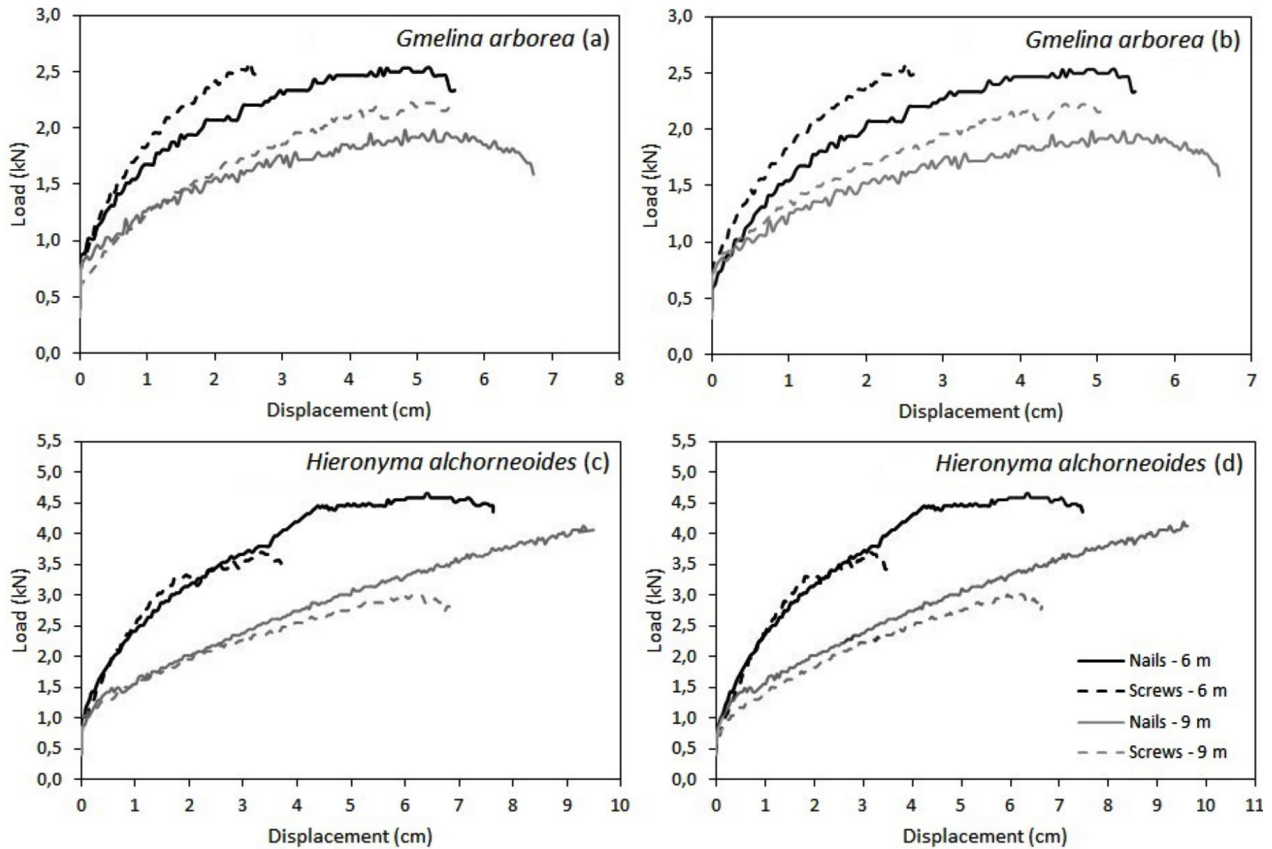 Gmelina arborea (a)
3,0
2,5
2,0
1,5
1,0
0,5
0,0
Load (kN)
0 1 2 3 4 5 6 7 8
Displacement (cm)
Gmelina arborea (b)
3,0
2,5
2,0
1,5
1,0
0,5
0,0
Load (kN)
0 1 2 3 4 5 6 7
Displacement (cm)
Hieronyma alchorneoides (c)
5,5
5,0
4,5
4,0
3,5
3,0
2,5
2,0
1,5
1,0
0,5
0,0
Load (kN)
0 1 2 3 4 5 6 7 8 9 10
Displacement (cm)
Hieronyma alchorneoides (d)
5,5
5,0
4,5
4,0
3,5
3,0
2,5
2,0
1,5
1,0
0,5
0,0
Load (kN)
Nails - 6 m
Screws - 6 m
Nails - 9 m
Screws - 9 m
0 1 2 3 4 5 6 7 8 9 10 11
Displacement (cm)